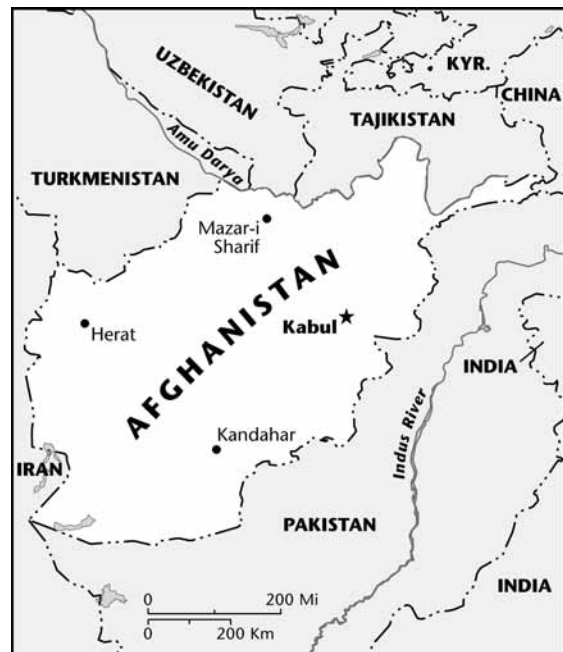 UZBEKISTAN
KYR.
CHINA
TAJIKISTAN
Amu Darya
TURKMENISTAN
Mazar-i
Sharif
AFGHANISTAN
Kabul
Herat
INDIA
Indus River
Kandahar
IRAN
PAKISTAN
INDIA
0 200 Mi
0 200 Km